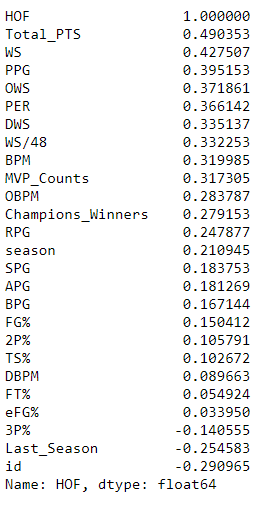 HOF 1.000000
Total_PTS 0.490353
WS 0.427507
PPG 0.395153
OWS 0.371861
PER 0.366142
DWS 0.335137
WS/48 0.332253
BPM 0.319985
MVP_Counts 0.317305
OBPM 0.283787
Champions_Winners 0.279153
RPG 0.247877
season 0.210945
SPG 0.183753
APG 0.181269
BPG 0.167144
FG% 0.150412
2P% 0.105791
TS% 0.102672
DBPM 0.089663
FT% 0.054924
eFG% 0.033950
3P% -0.140555
Last_Season -0.254583
id -0.290965
Name: HOF, dtype: float64